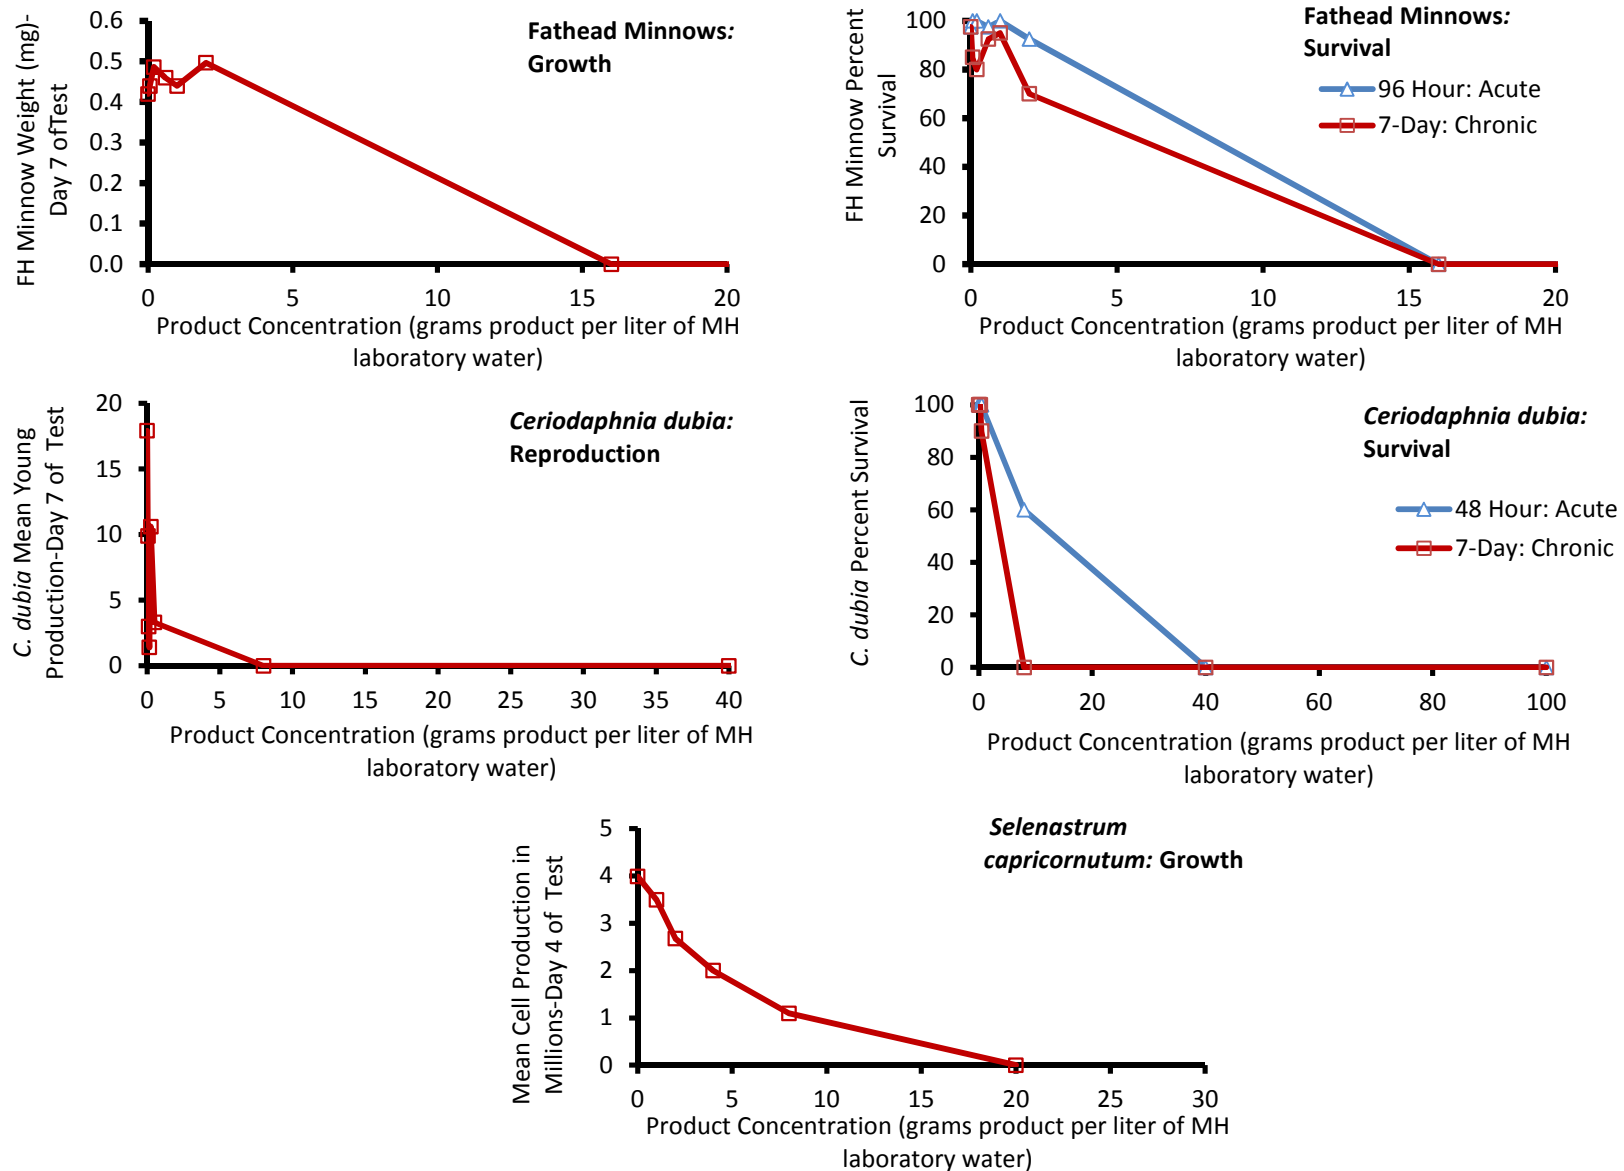 FH Minnow Weight (mg)-
Day 7 ofTest
0.6
0.5
0.4
0.3
0.2
0.1
0.0
0 5 10 15 20
Product Concentration (grams product per liter of MH
laboratory water)
Fathead Minnows:
Growth
FH Minnow Percent
Survival
100
80
60
40
20
0
0 5 10 15 20
Product Concentration (grams product per liter of MH
laboratory water)
Fathead Minnows:
Survival
96 Hour: Acute
7-Day: Chronic
C. dubia Mean Young
Production-Day 7 of Test
20
15
10
5
0
0 5 10 15 20 25 30 35 40
Product Concentration (grams product per liter of MH
laboratory water)
Ceriodaphnia dubia:
Reproduction
C. dubia Percent Survival
100
80
60
40
20
0
0 20 40 60 80 100
Product Concentration (grams product per liter of MH
laboratory water)
Ceriodaphnia dubia:
Survival
48 Hour: Acute
7-Day: Chronic
Mean Cell Production in
Millions-Day 4 of Test
5
4
3
2
1
0
0 5 10 15 20 25 30
Product Concentration (grams product per liter of MH
laboratory water)
Selenastrum
capricornutum: Growth